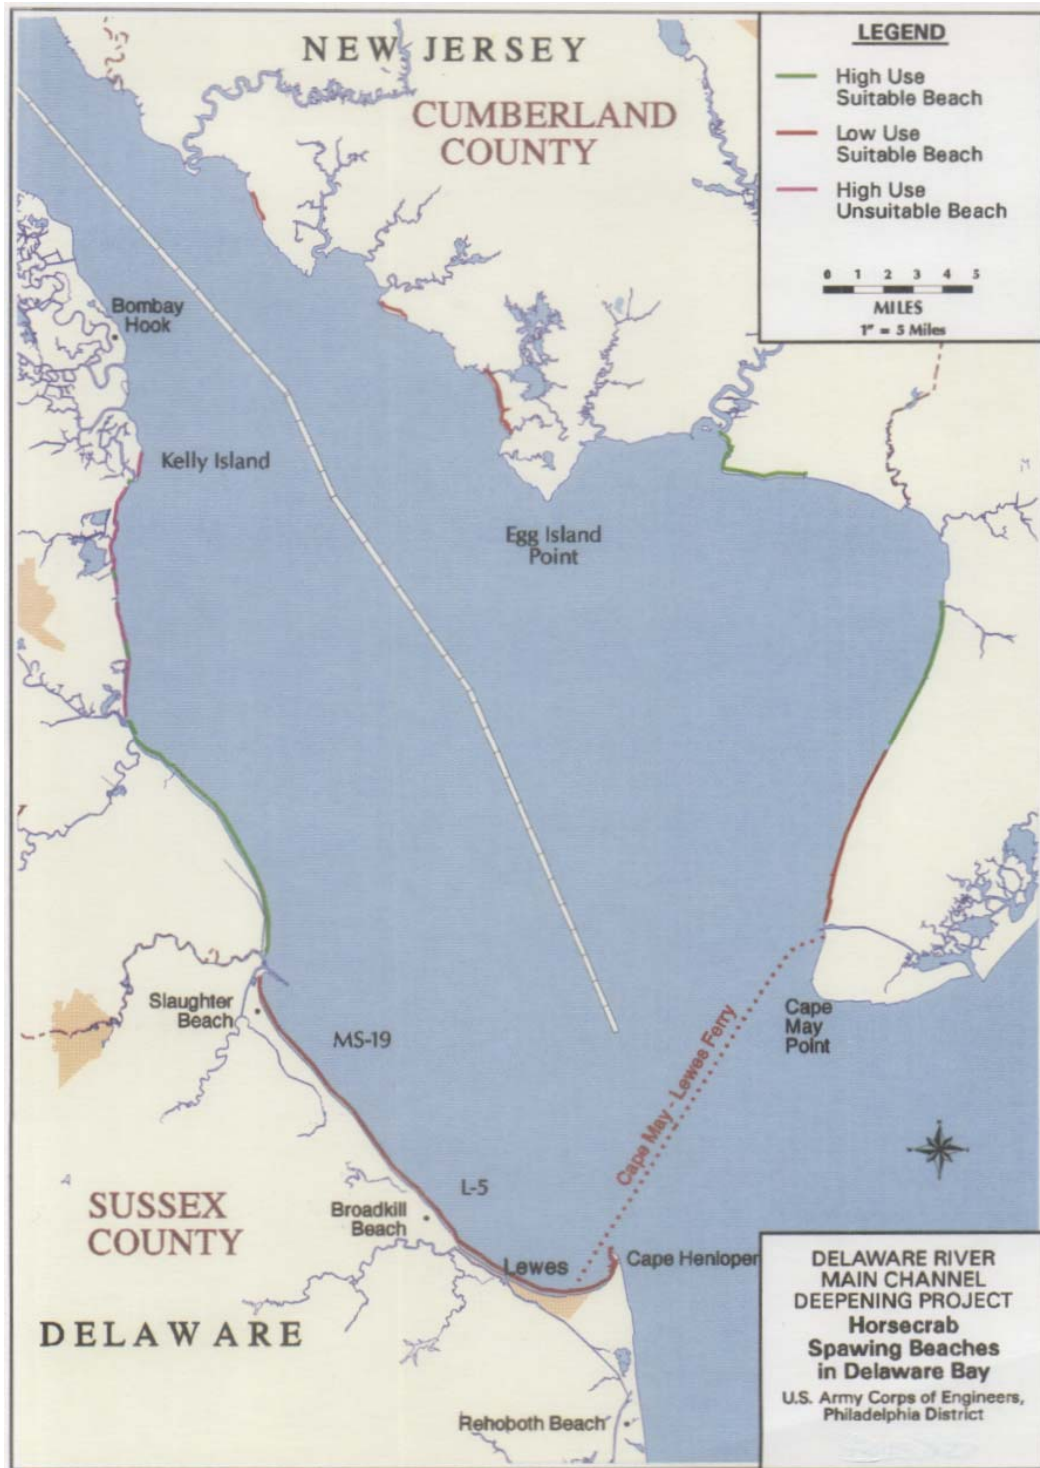 NEW JERSEY
CUMBERLAND
COUNTY
LEGEND
High Use
Suitable Beach
Low Use
Suitable Beach
High Use
Unsuitable Beach
0 1 2 3 4 5
MILES
1" = 5 Miles
Bombay
Hook
Kelly Island
Egg Island
Point
Slaughter
Beach
MS-19
Cape
May
Point
Cape May - Lewes Ferry
L-5
SUSSEX
COUNTY
Broadkill
Beach
Lewes
Cape Henloper
DELAWARE
Rehoboth Beach
DELAWARE RIVER
MAIN CHANNEL
DEEPENING PROJECT
Horsecrab
Spawing Beaches
in Delaware Bay
U.S. Army Corps of Engineers,
Philadelphia District